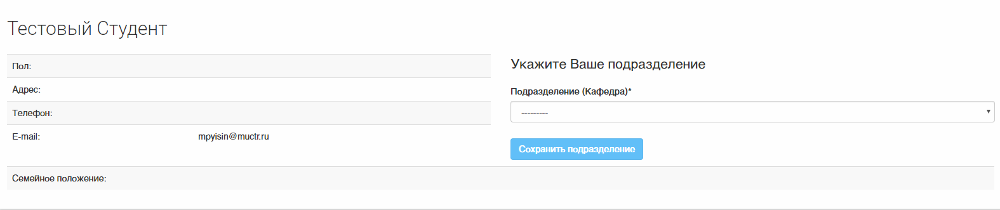 Тестовый Студент
Пол:
Адрес:
Телефон:
E-mail: mpyisin@muctr.ru
Укажите Ваше подразделение
Подразделение (Кафедра)*
---------
Сохранить подразделение
Семейное положение: